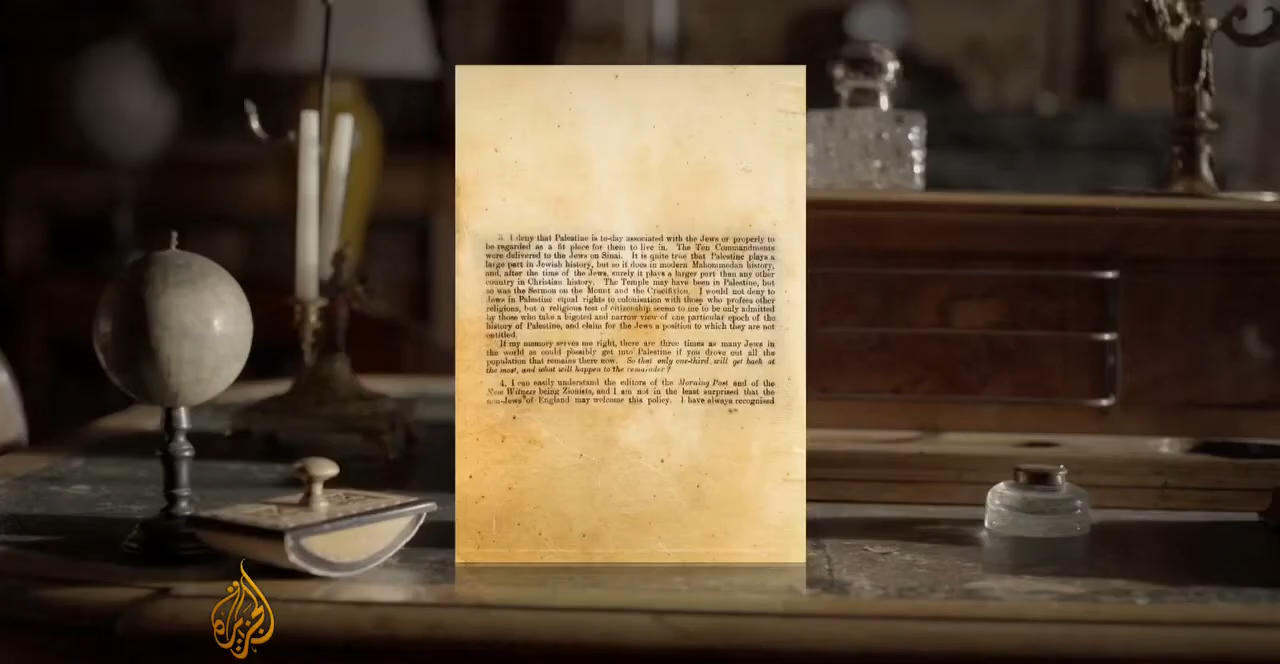 3. I deny that Palestine is to-day associated with the Jews or properly to
be regarded as a fit place for them to live in. The Ten Commandments
were delivered to the Jews on Sinai. It is quite true that Palestine plays a
large part in Jewish history, but so it does in modern Mahommedan history,
and, after the time of the Jews, surely it plays a larger part than any other
country in Christian history. The Temple may have been in Palestine, but
so was the Sermon on the Mount and the Crucifixion. I would not deny to
Jews in Palestine equal rights to colonisation with those who profess other
religions, but a religious test of citizenship seems to me to be only admitted
by those who take a bigoted and narrow view of one particular epoch of the
history of Palestine, and claim for the Jews a position to which they are not
entitled.
If my memory serves me right, there are three times as many Jews in
the world as could possibly get into Palestine if you drove out all the
population that remains there now. So that only one-third will get back at
the most, and what will happen to the remainder?
4. I can easily understand the editors of the Morning Post and of the
New Witness being Zionists, and I am not in the least surprised that the
non-Jews of England may welcome this policy. I have always recognised
الجزيرة